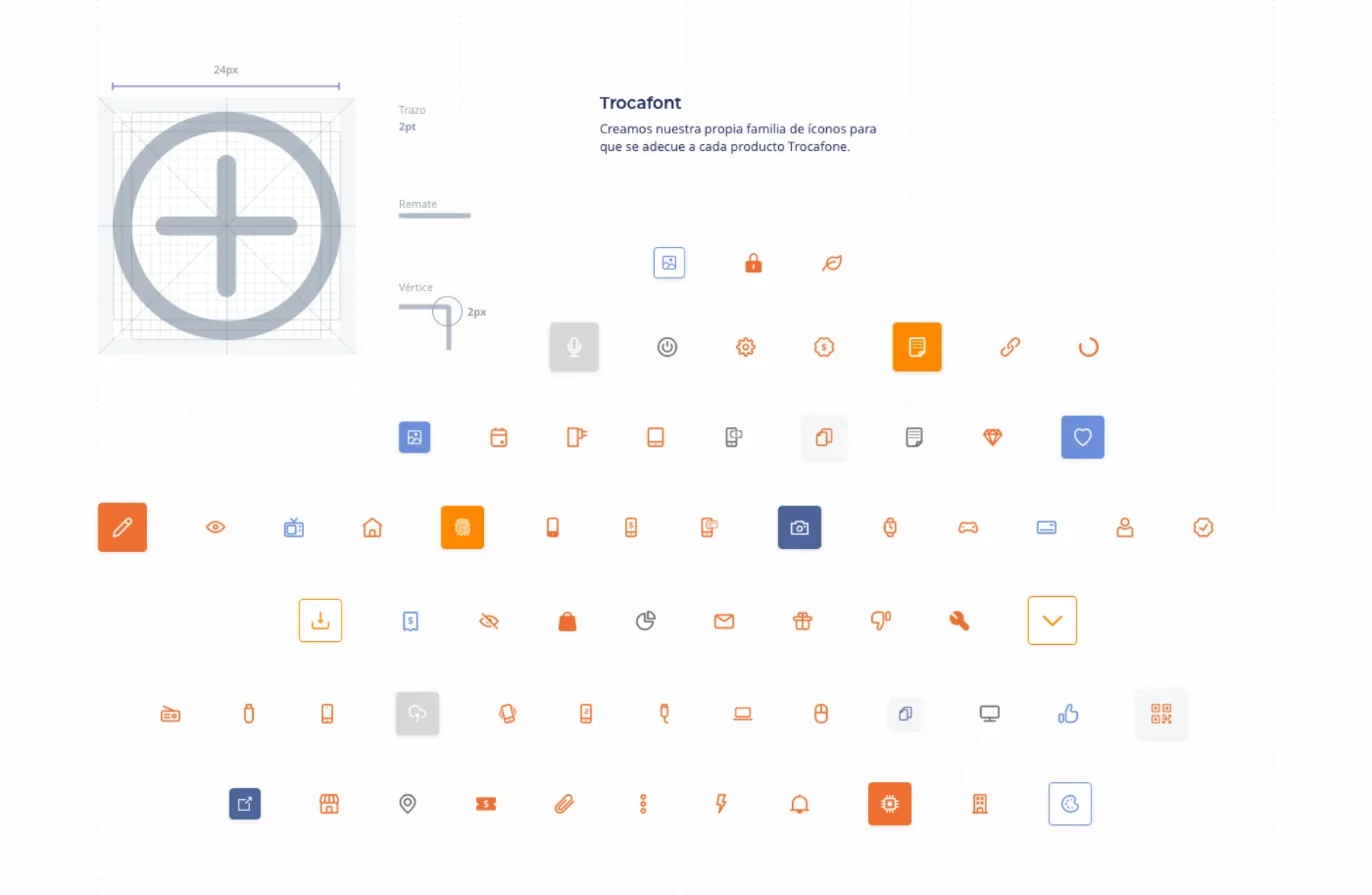 24px
Trazo
2pt
Remate
Vértice
2px
Trocafont
Creamos nuestra propia familia de íconos para
que se adecue a cada producto Trocafone.